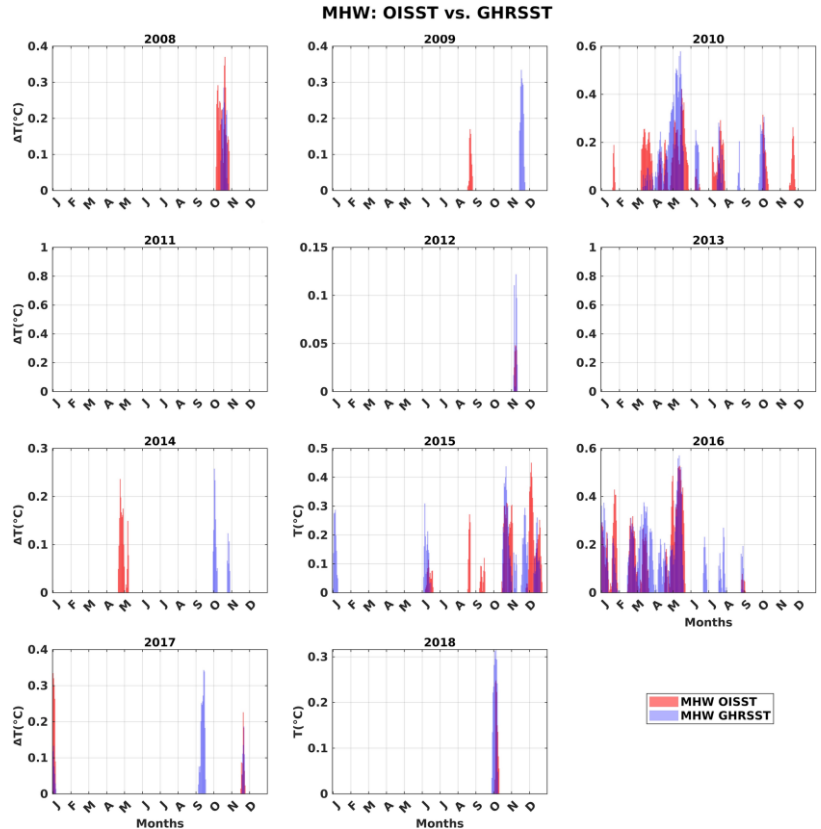 MHW: OISST vs. GHRSST
2008
ΔT(°C)
0.4
0.3
0.2
0.1
0
J F M A M J J A S O N D
2009
0.4
0.3
0.2
0.1
0
J F M A M J J A S O N D
2010
0.6
0.4
0.2
0
J F M A M J J A S O N D
2011
ΔT(°C)
1
0.8
0.6
0.4
0.2
0
J F M A M J J A S O N D
2012
0.15
0.1
0.05
0
J F M A M J J A S O N D
2013
1
0.8
0.6
0.4
0.2
0
J F M A M J J A S O N D
2014
ΔT(°C)
0.3
0.2
0.1
0
J F M A M J J A S O N D
2015
T(°C)
0.5
0.4
0.3
0.2
0.1
0
J F M A M J J A S O N D
2016
0.6
0.4
0.2
0
J F M A M J J A S O N D
Months
2017
ΔT(°C)
0.4
0.3
0.2
0.1
0
J F M A M J J A S O N D
Months
2018
0.3
0.2
0.1
0
J F M A M J J A S O N D
Months
MHW OISST
MHW GHRSST